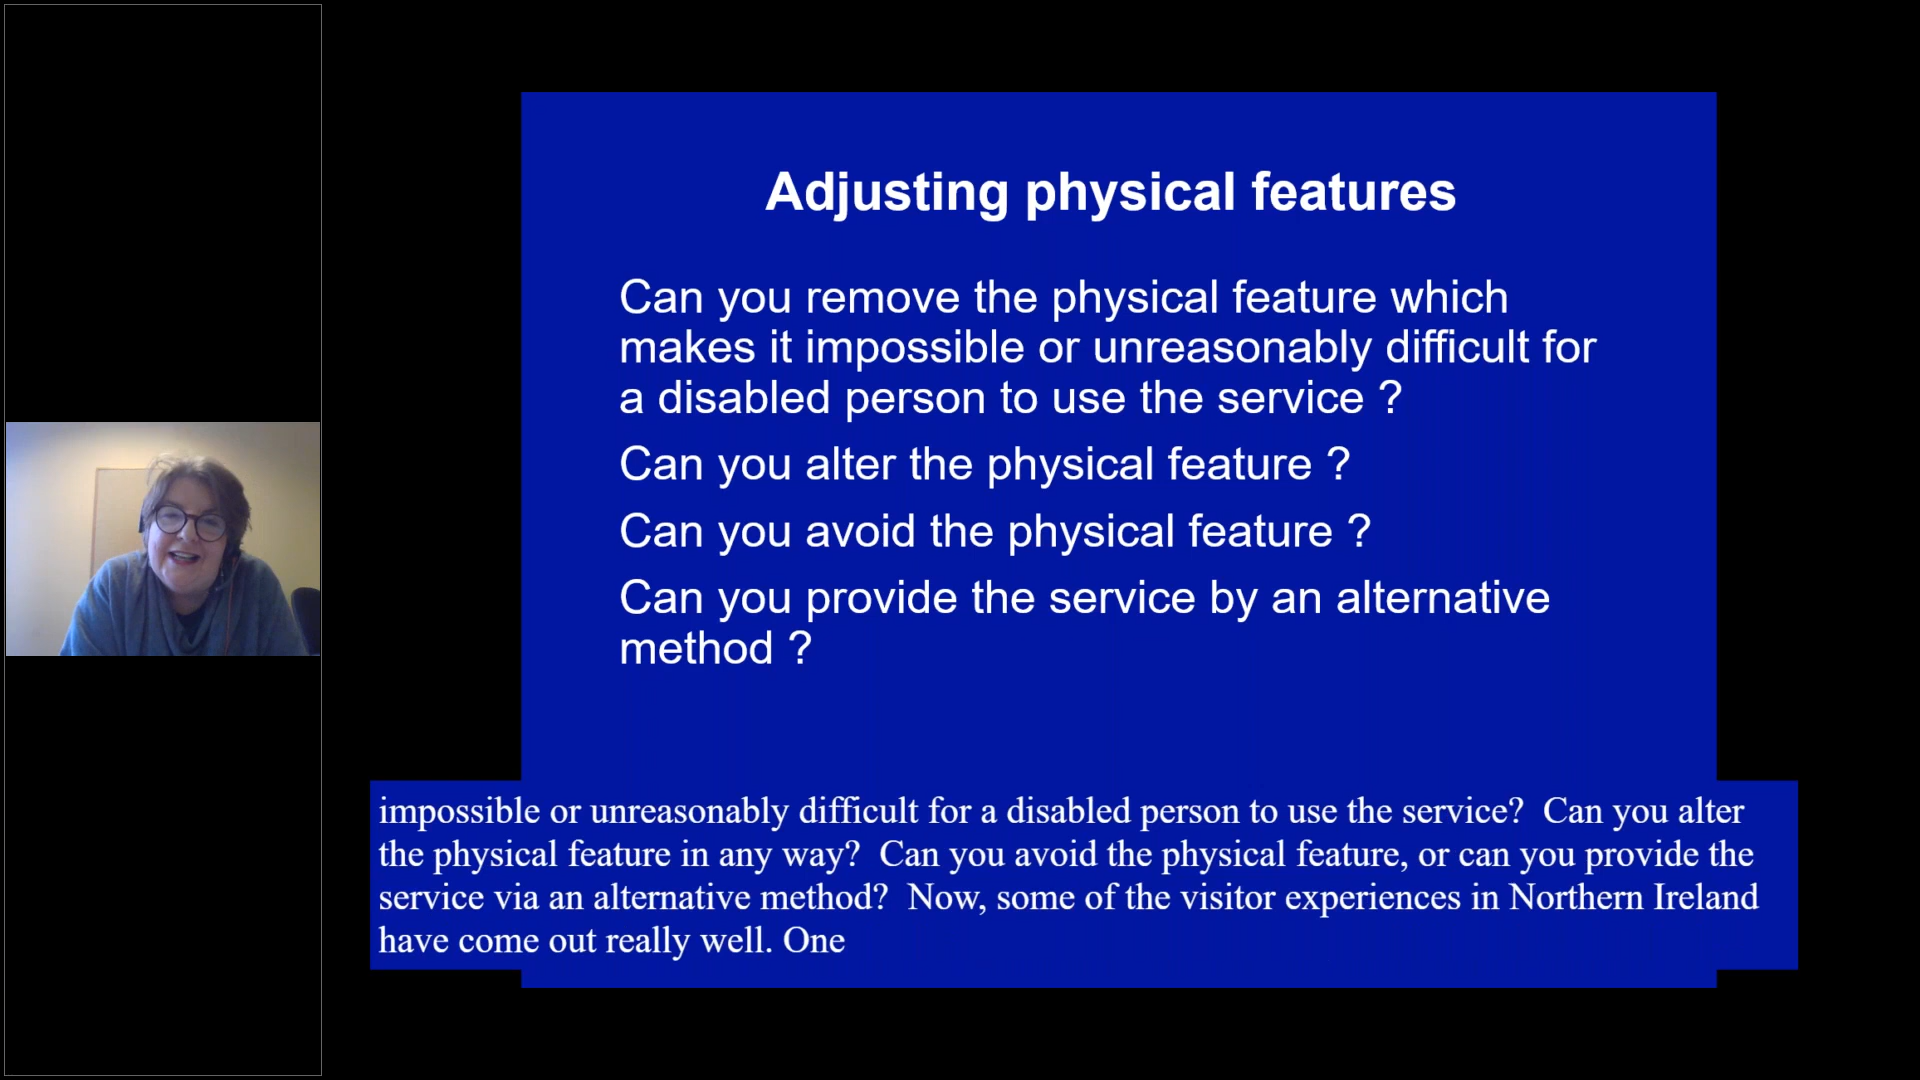 Adjusting physical features
Can you remove the physical feature which
makes it impossible or unreasonably difficult for
a disabled person to use the service ?
Can you alter the physical feature ?
Can you avoid the physical feature ?
Can you provide the service by an alternative
method ?
impossible or unreasonably difficult for a disabled person to use the service?  Can you alter
the physical feature in any way?  Can you avoid the physical feature, or can you provide the
service via an alternative method?  Now, some of the visitor experiences in Northern Ireland
have come out really well. One